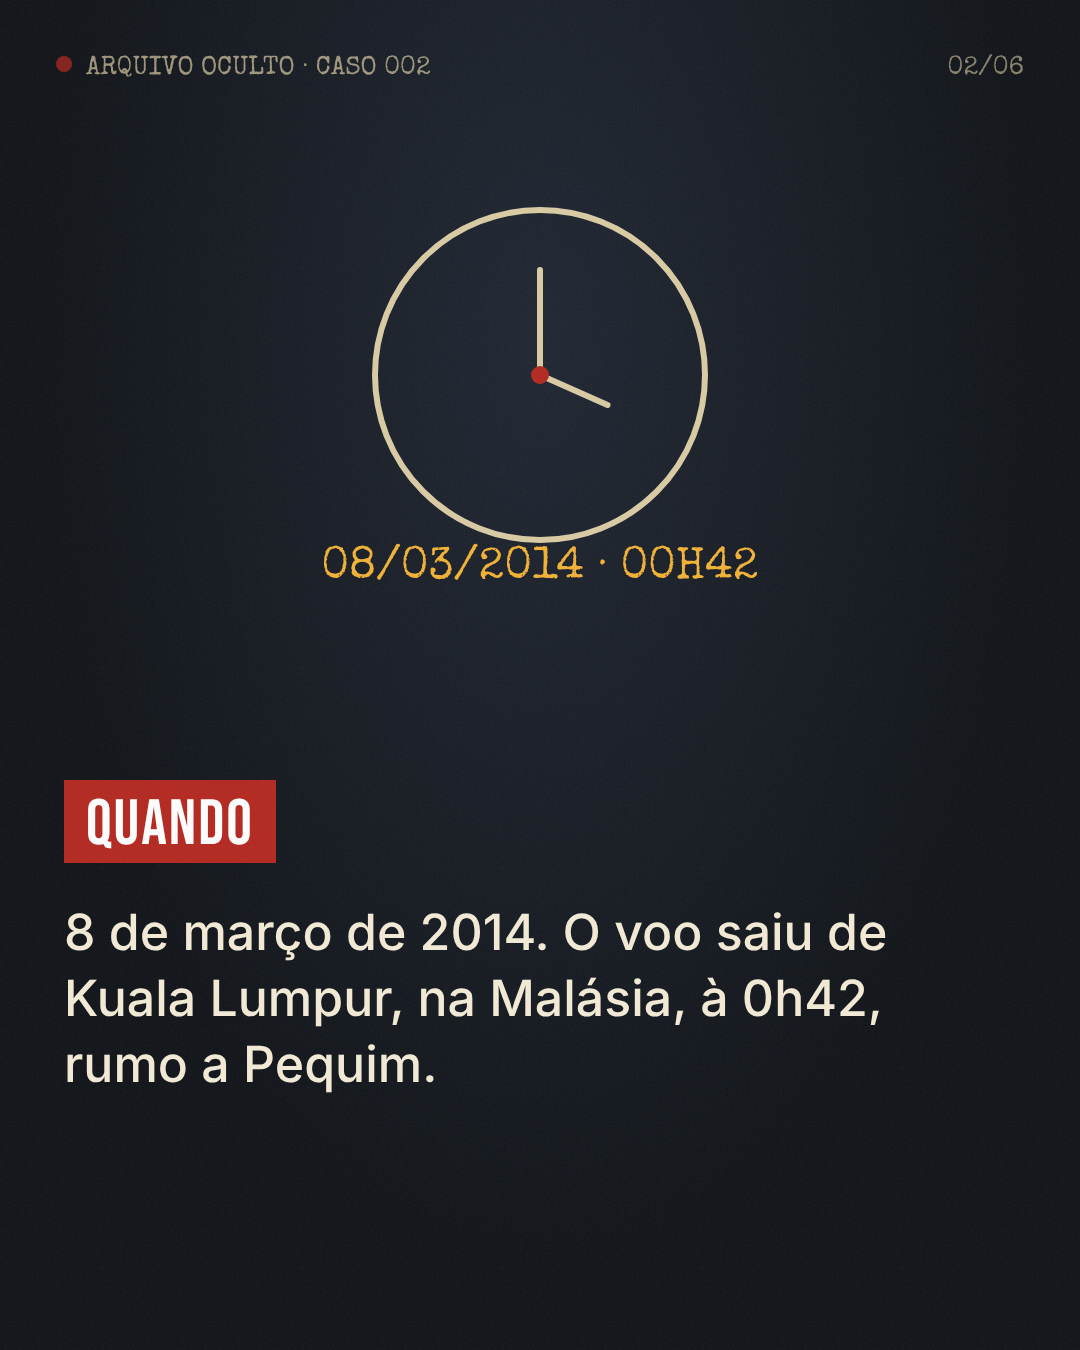 ARQUIVO OCULTO · CASO 002
02/06
08/03/2014 · 00H42
QUANDO
8 de março de 2014. O voo saiu de
Kuala Lumpur, na Malásia, à 0h42,
rumo a Pequim.